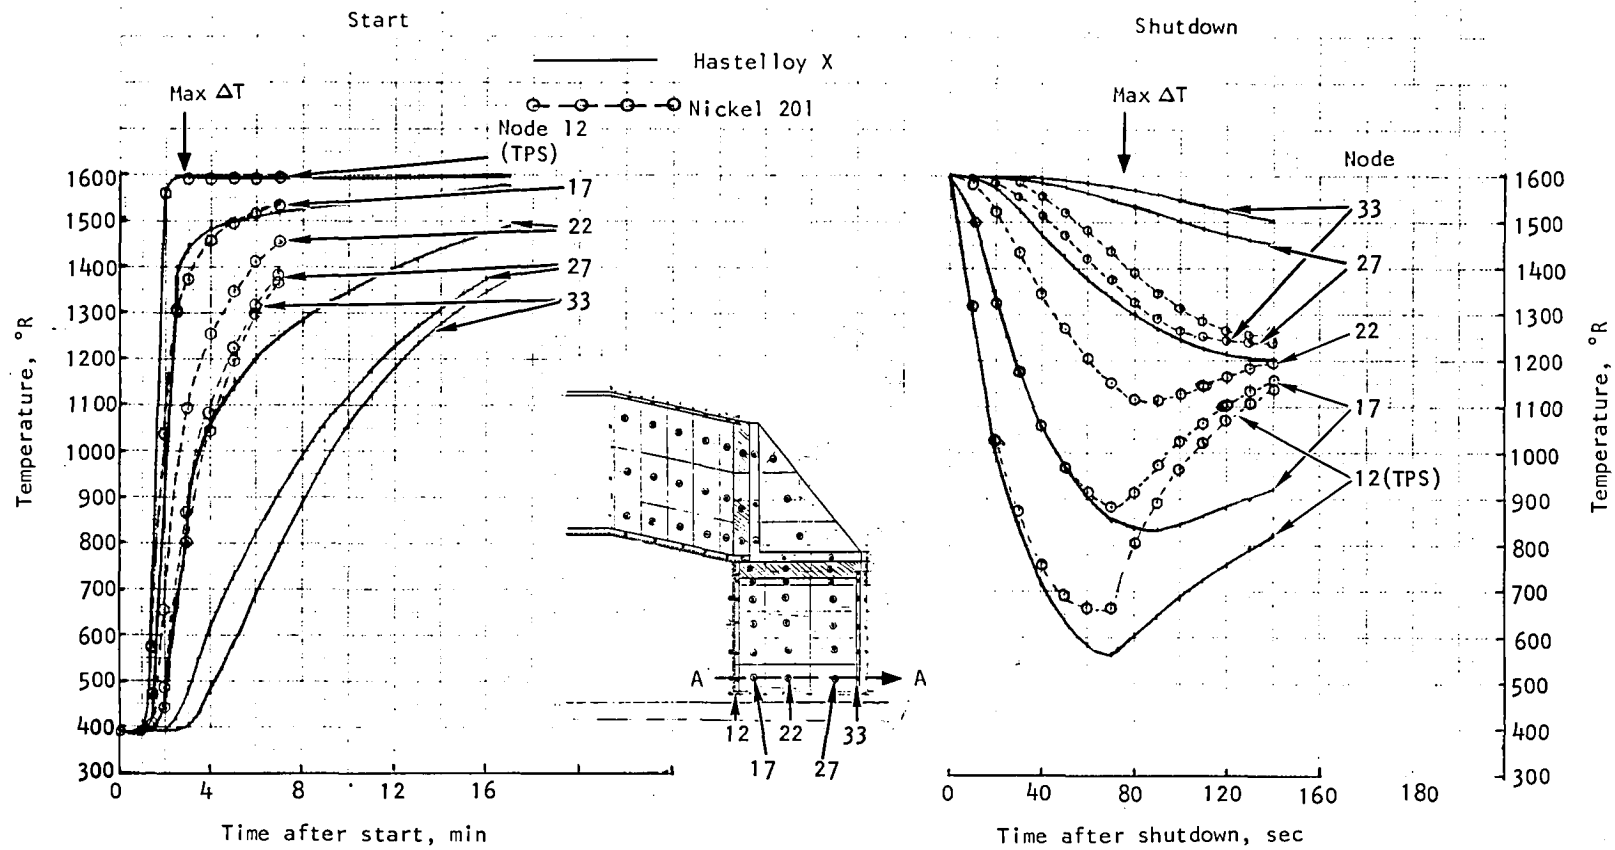 Start
Shutdown
Hastelloy X
Nickel 201
Max ΔT
Node 12
(TPS)
17
22
27
33
1600
1500
1400
1300
1200
1100
1000
900
800
700
600
500
400
300
Temperature, °R
0 4 8 12 16
Time after start, min
A A
12 22 33
17 27
Max ΔT
Node
33
27
22
17
12(TPS)
1600
1500
1400
1300
1200
1100
1000
900
800
700
600
500
400
300
Temperature, °R
0 40 80 120 160 180
Time after shutdown, sec